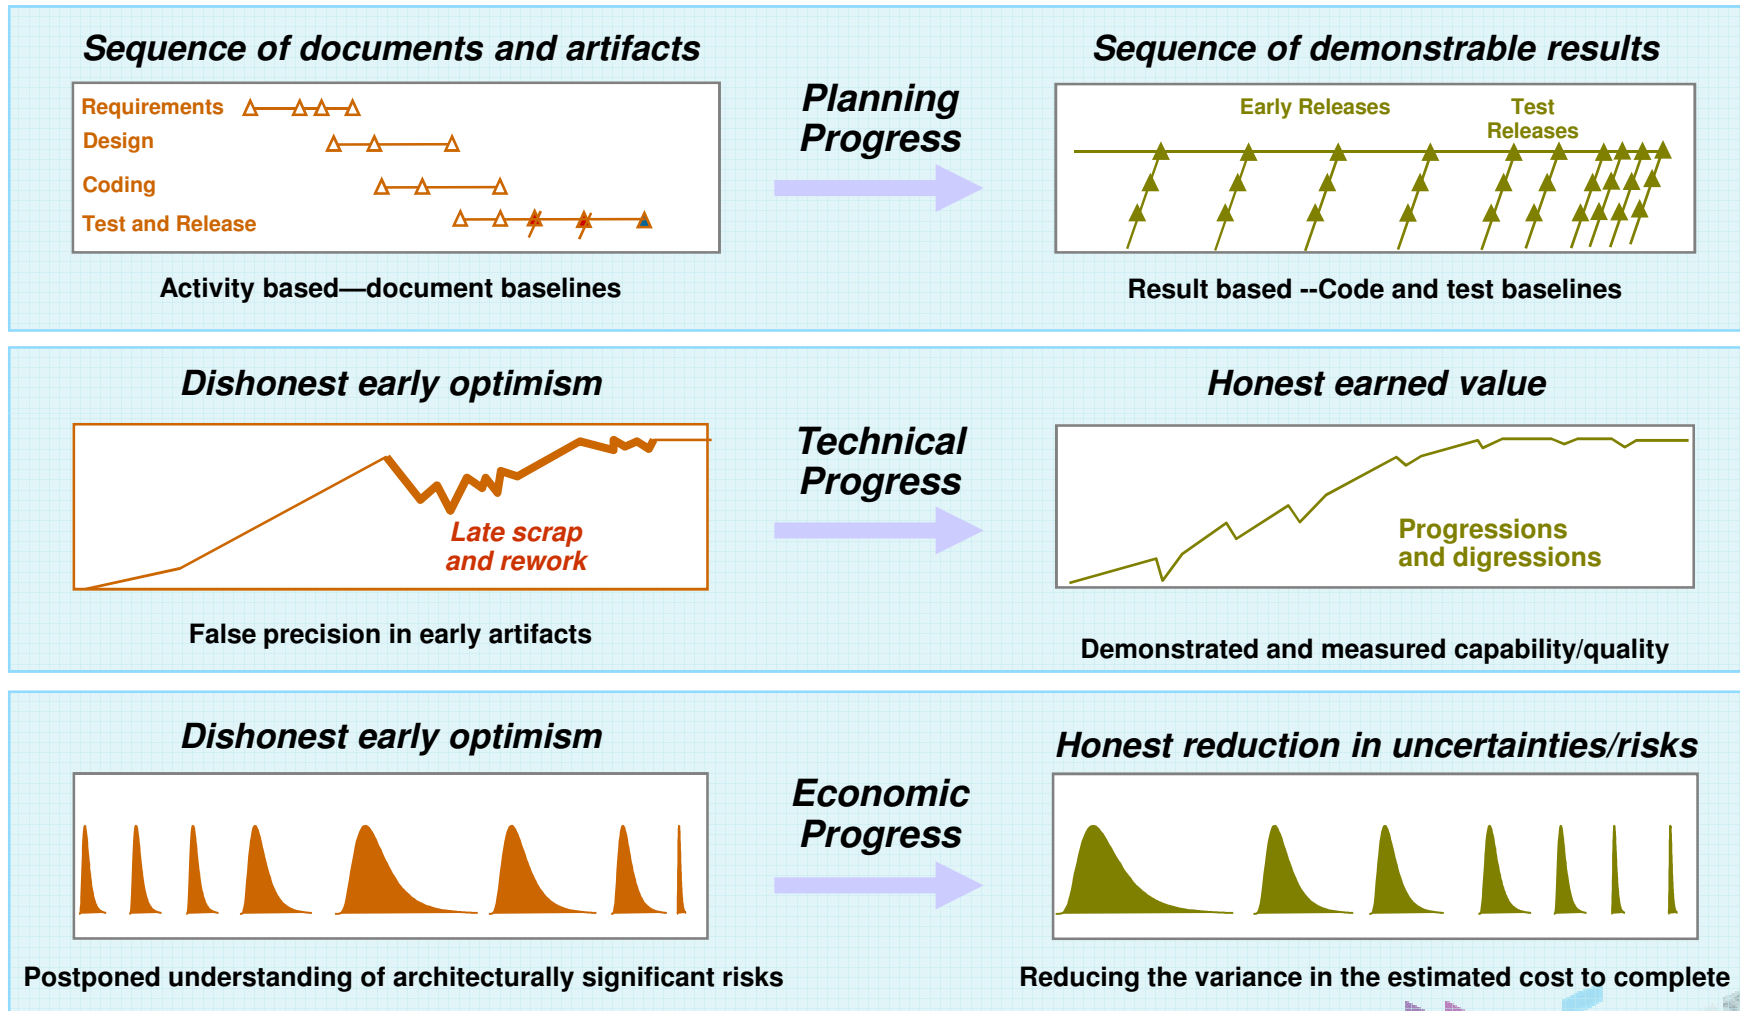 Sequence of documents and artifacts
Requirements
Design
Coding
Test and Release
Activity based—document baselines
Planning
Progress
Sequence of demonstrable results
Early Releases
Test
Releases
Result based --Code and test baselines
Dishonest early optimism
Late scrap
and rework
False precision in early artifacts
Technical
Progress
Honest earned value
Progressions
and digressions
Demonstrated and measured capability/quality
Dishonest early optimism
Postponed understanding of architecturally significant risks
Economic
Progress
Honest reduction in uncertainties/risks
Reducing the variance in the estimated cost to complete